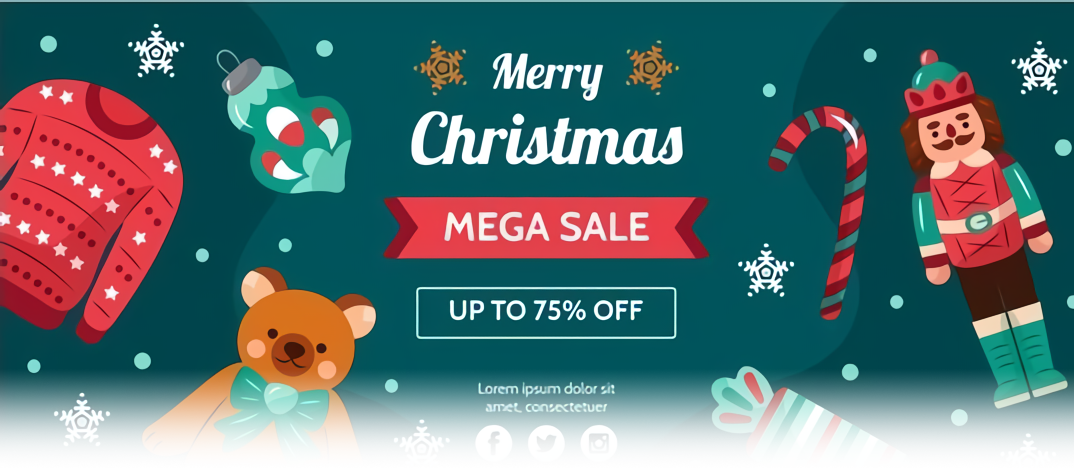 Merry
Christmas
MEGA SALE
UP TO 75% OFF
Lorem ipsum dolor sit
amet, consectetuer